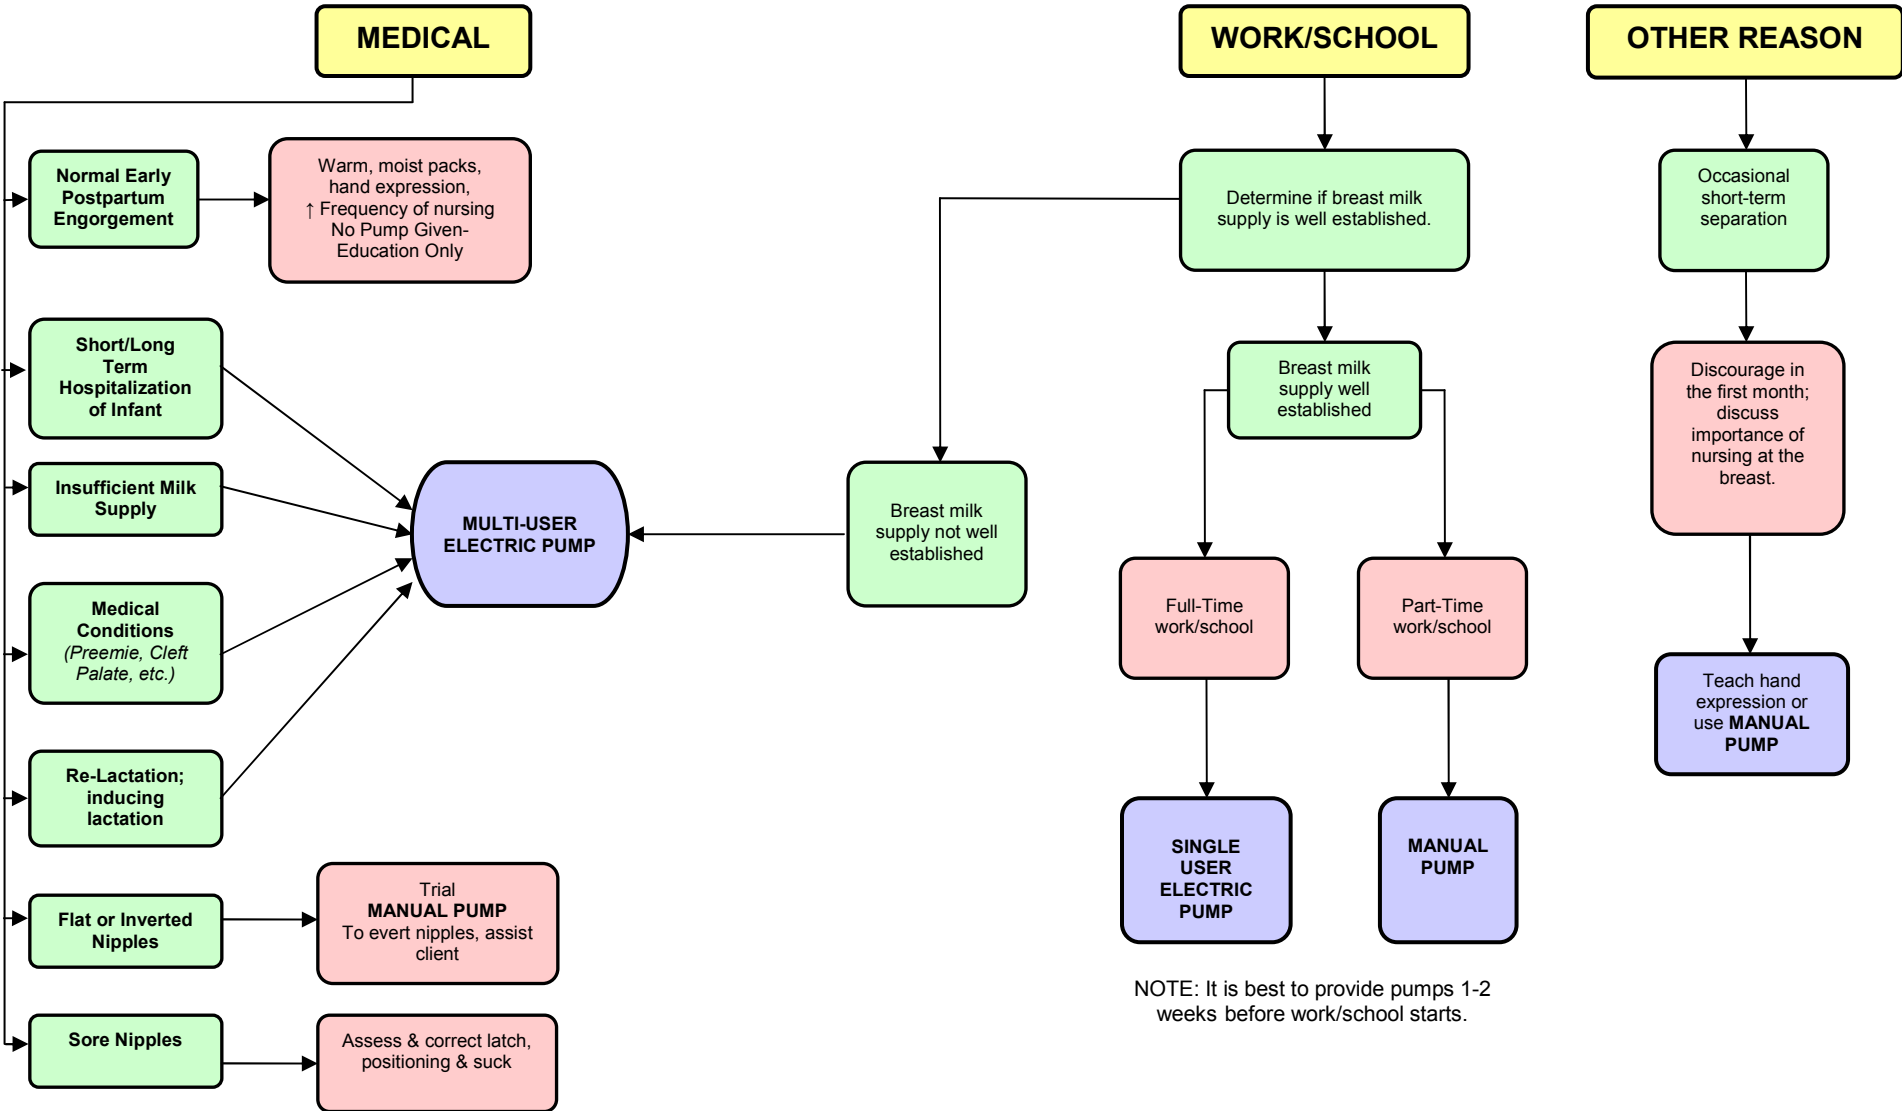 MEDICAL
Normal Early
Postpartum
Engorgement
Warm, moist packs,
hand expression,
↑ Frequency of nursing
No Pump Given-
Education Only
Short/Long
Term
Hospitalization
of Infant
Insufficient Milk
Supply
Medical
Conditions
(Preemie, Cleft
Palate, etc.)
Re-Lactation;
inducing
lactation
MULTI-USER
ELECTRIC PUMP
Flat or Inverted
Nipples
Trial
MANUAL PUMP
To evert nipples, assist
client
Sore Nipples
Assess & correct latch,
positioning & suck
WORK/SCHOOL
Determine if breast milk
supply is well established.
Breast milk
supply not well
established
Breast milk
supply well
established
Full-Time
work/school
Part-Time
work/school
SINGLE
USER
ELECTRIC
PUMP
MANUAL
PUMP
NOTE: It is best to provide pumps 1-2
weeks before work/school starts.
OTHER REASON
Occasional
short-term
separation
Discourage in
the first month;
discuss
importance of
nursing at the
breast.
Teach hand
expression or
use MANUAL
PUMP